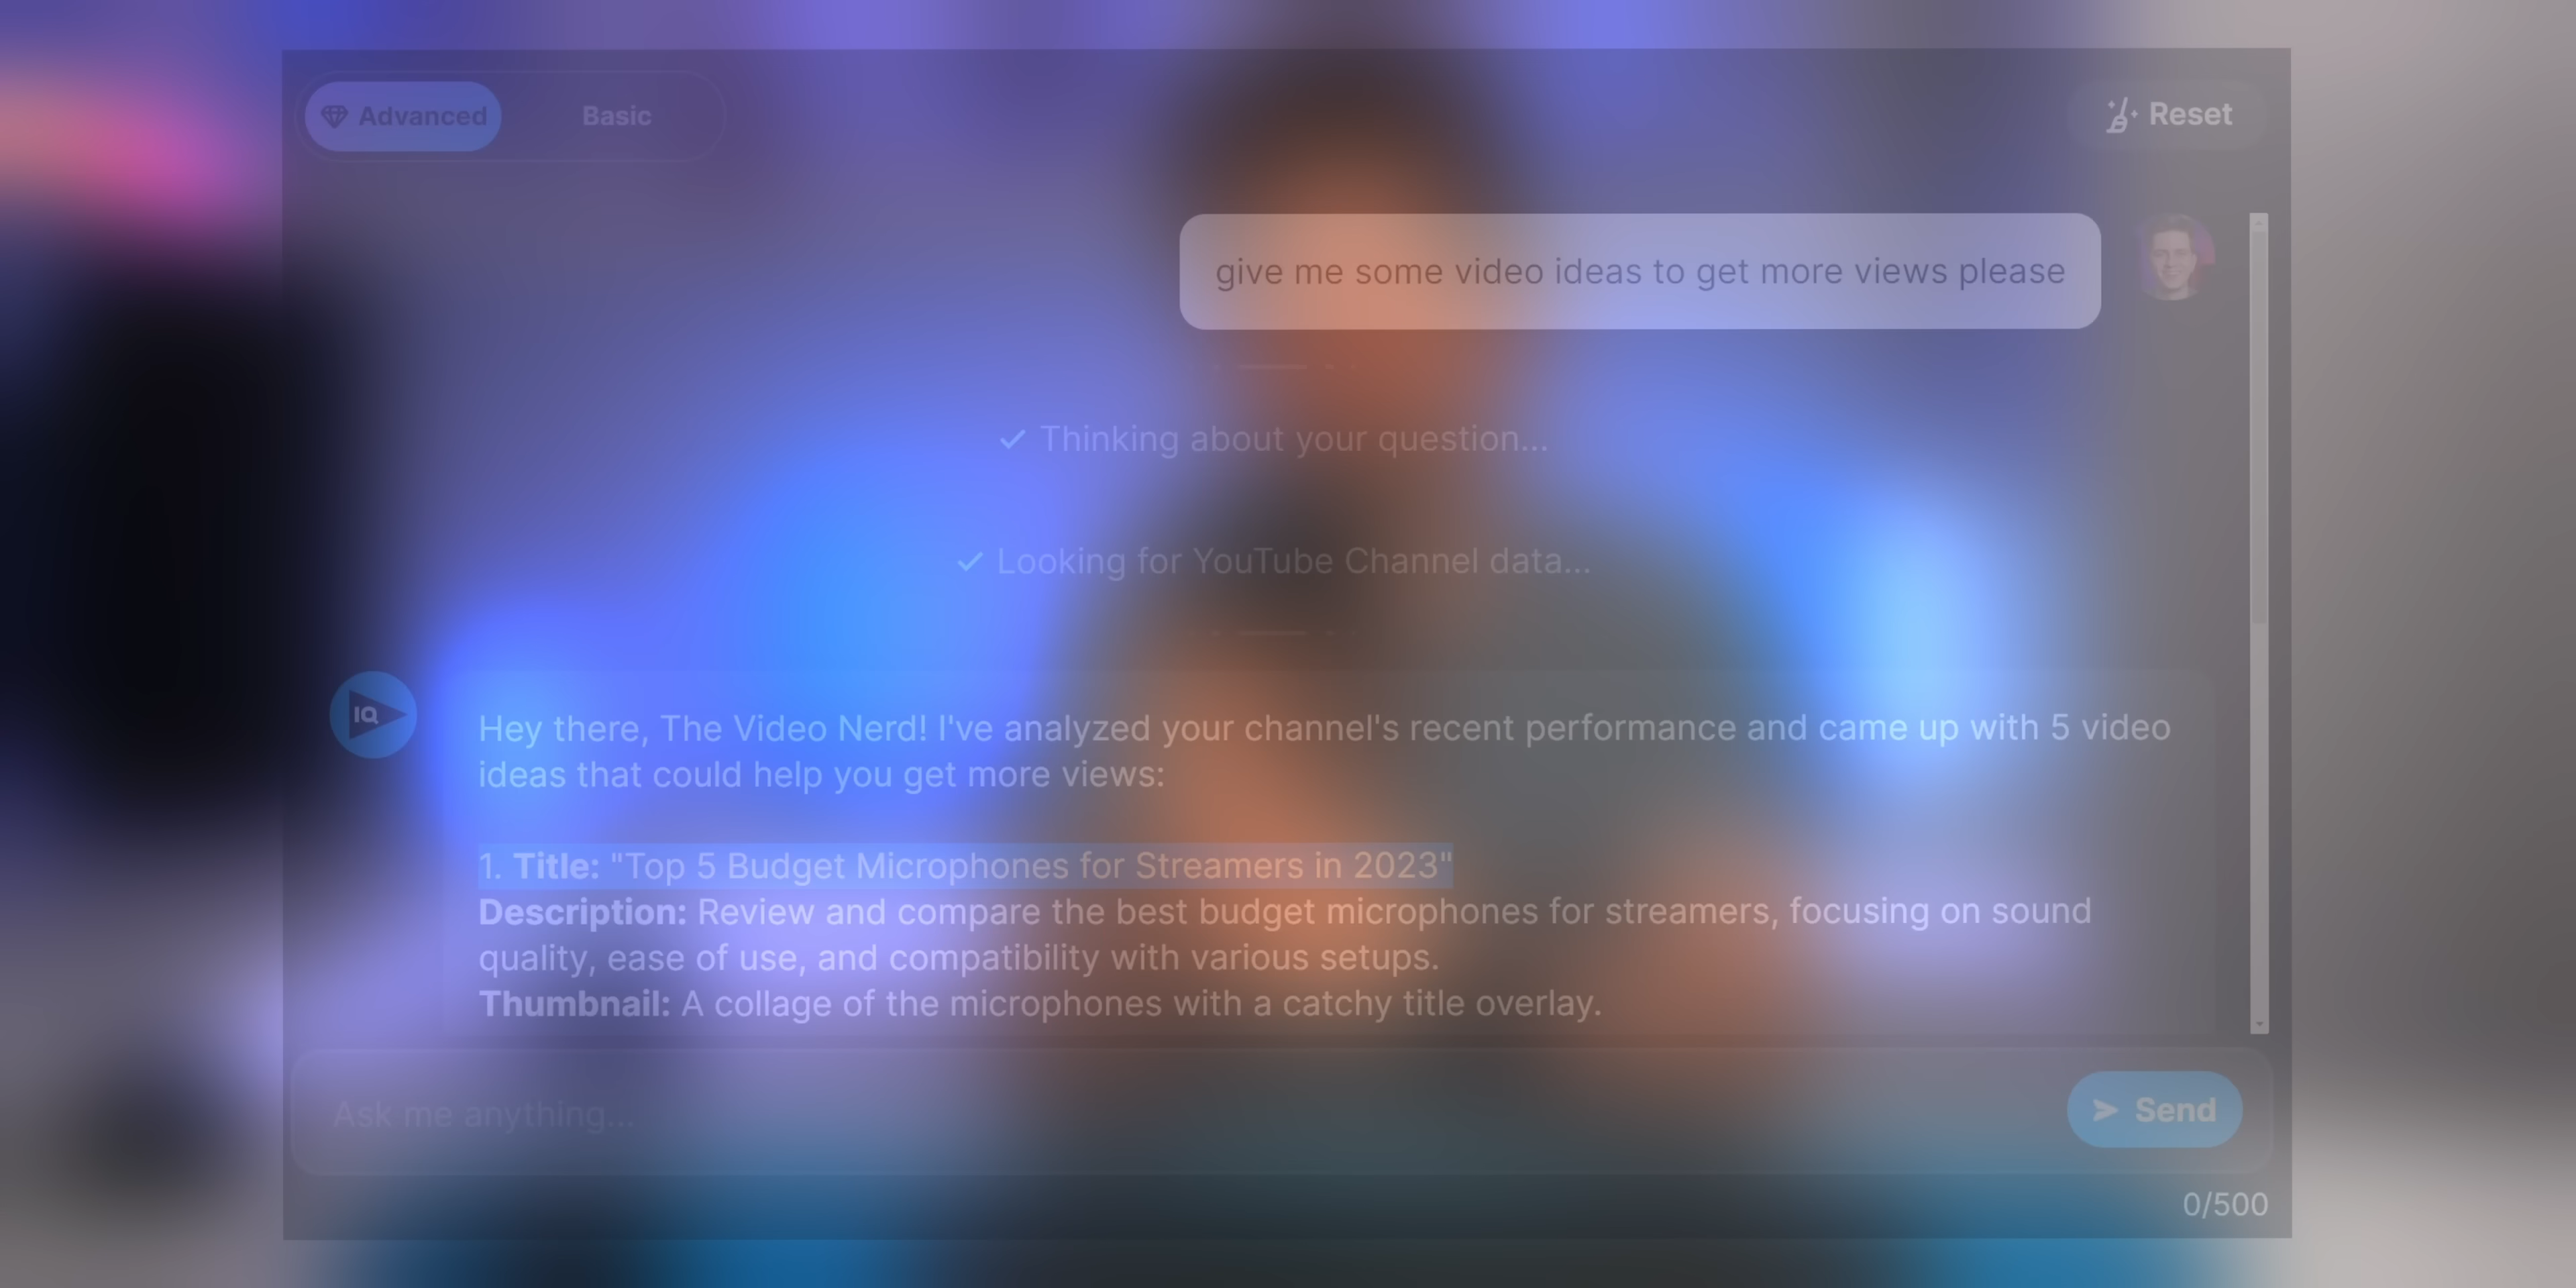 Advanced Basic Reset
give me some video ideas to get more views please
Thinking about your question...
Looking for YouTube Channel data...
IQ
Hey there, The Video Nerd! I've analyzed your channel's recent performance and came up with 5 video
ideas that could help you get more views:
1. Title: "Top 5 Budget Microphones for Streamers in 2023"
Description: Review and compare the best budget microphones for streamers, focusing on sound
quality, ease of use, and compatibility with various setups.
Thumbnail: A collage of the microphones with a catchy title overlay.
Ask me anything...
Send
0/500